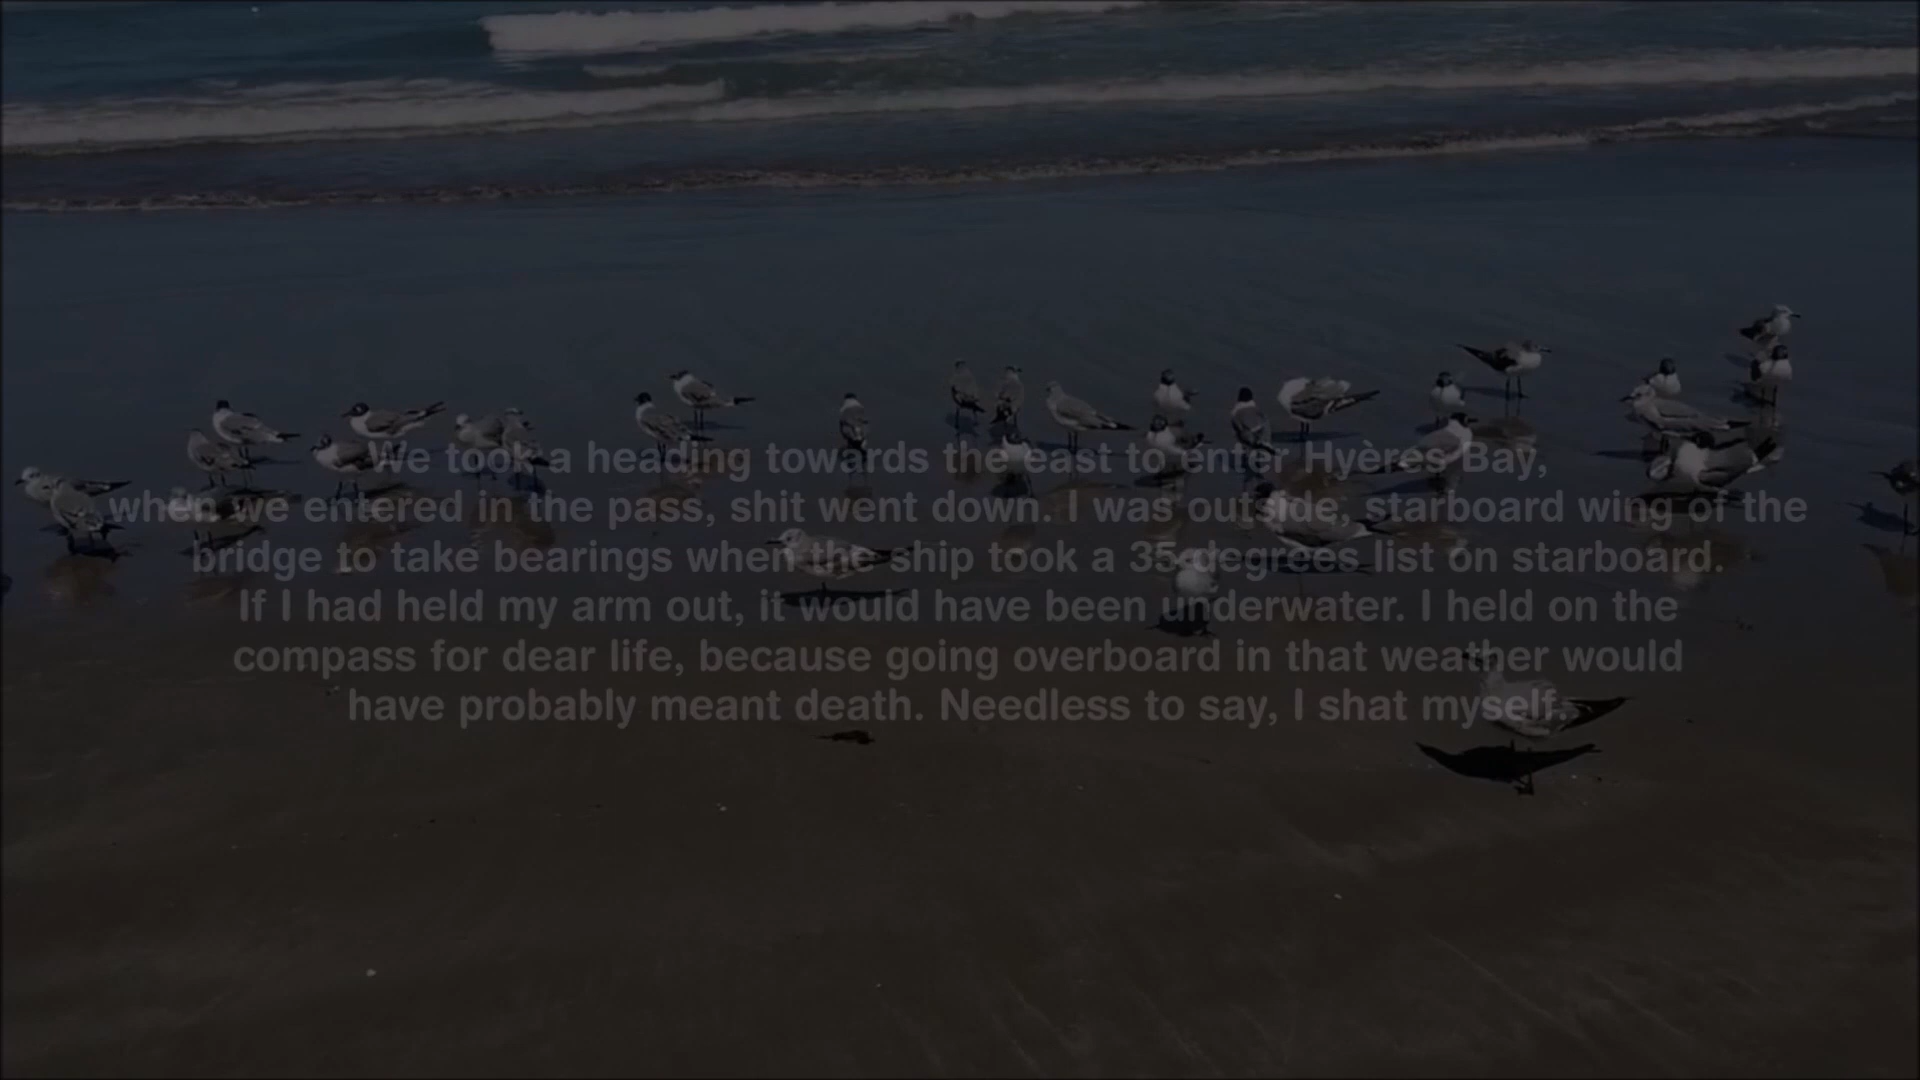 We took a heading towards the east to enter Hyères Bay,
when we entered in the pass, shit went down. I was outside, starboard wing of the
bridge to take bearings when the ship took a 35 degrees list on starboard.
If I had held my arm out, it would have been underwater. I held on the
compass for dear life, because going overboard in that weather would
have probably meant death. Needless to say, I shat myself.